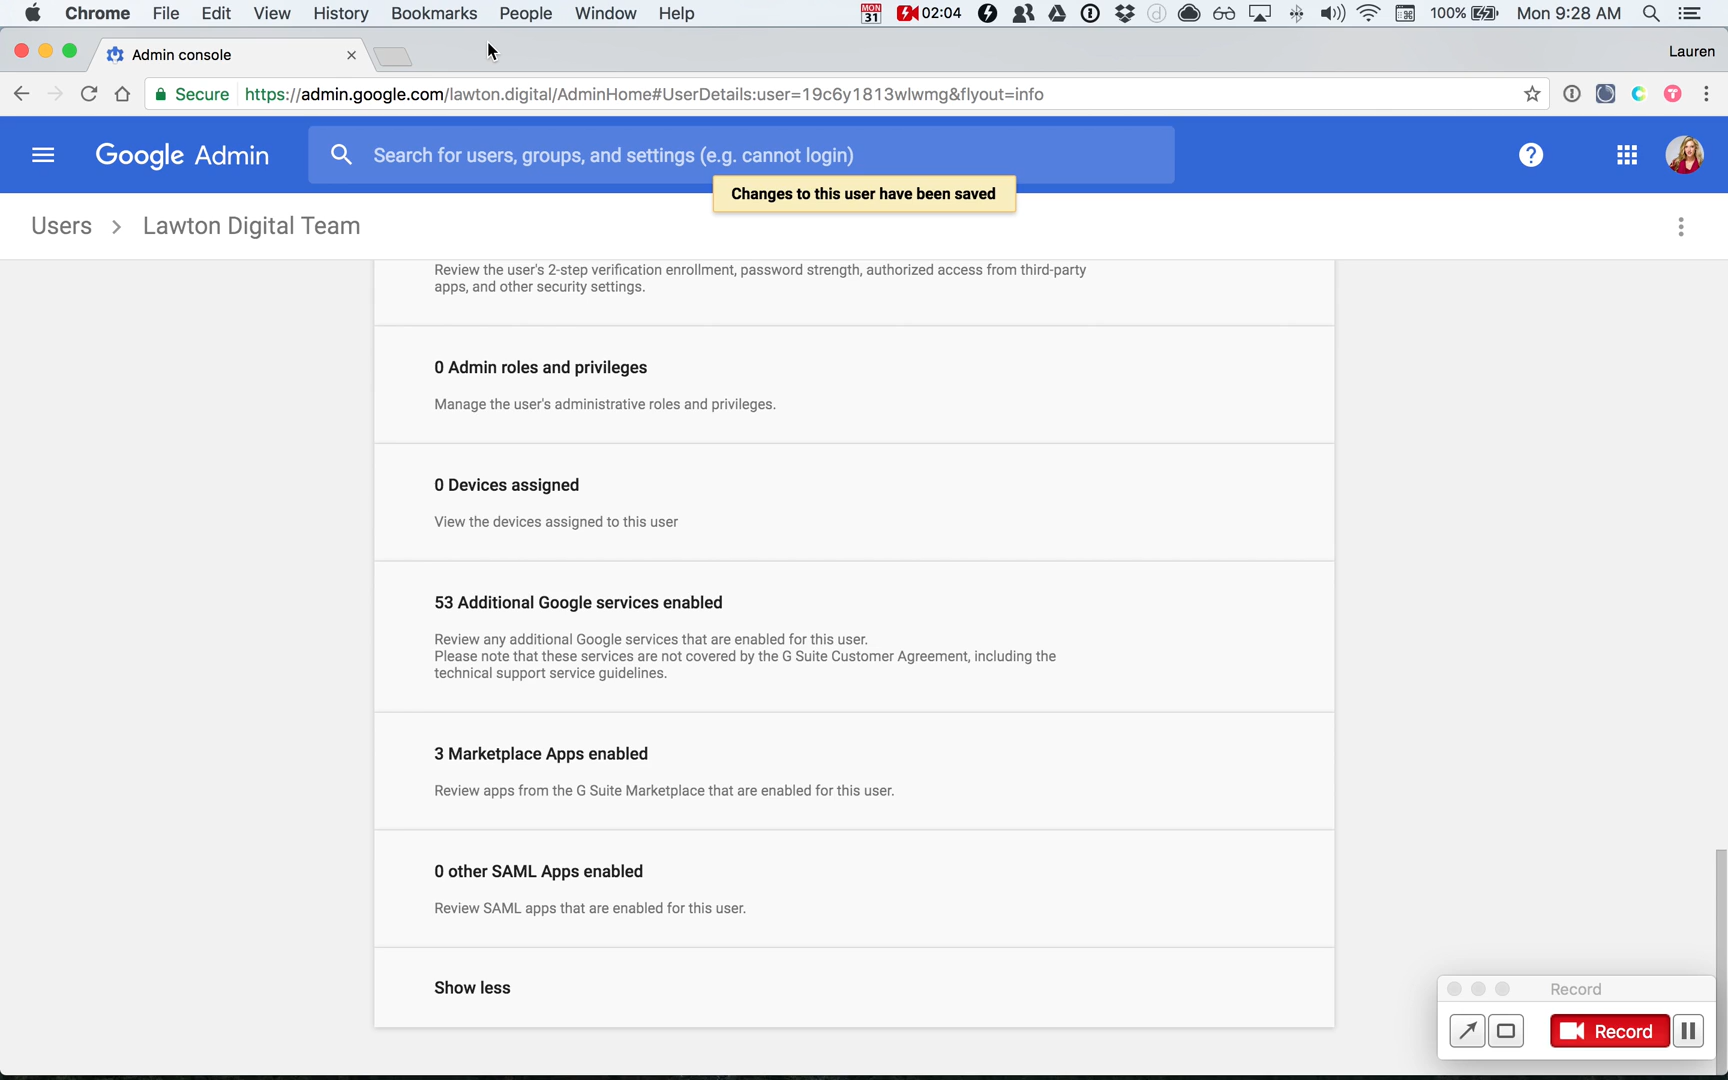 Chrome File Edit View History Bookmarks People Window Help MON 31 02:04 100% Mon 9:28 AM
Admin console Lauren
Secure https://admin.google.com/lawton.digital/AdminHome#UserDetails:user=19c6y1813wlwmg&flyout=info
Google Admin Search for users, groups, and settings (e.g. cannot login)
Changes to this user have been saved
Users > Lawton Digital Team
Review the user's 2-step verification enrollment, password strength, authorized access from third-party
apps, and other security settings.
0 Admin roles and privileges
Manage the user's administrative roles and privileges.
0 Devices assigned
View the devices assigned to this user
53 Additional Google services enabled
Review any additional Google services that are enabled for this user.
Please note that these services are not covered by the G Suite Customer Agreement, including the
technical support service guidelines.
3 Marketplace Apps enabled
Review apps from the G Suite Marketplace that are enabled for this user.
0 other SAML Apps enabled
Review SAML apps that are enabled for this user.
Show less
Record
Record